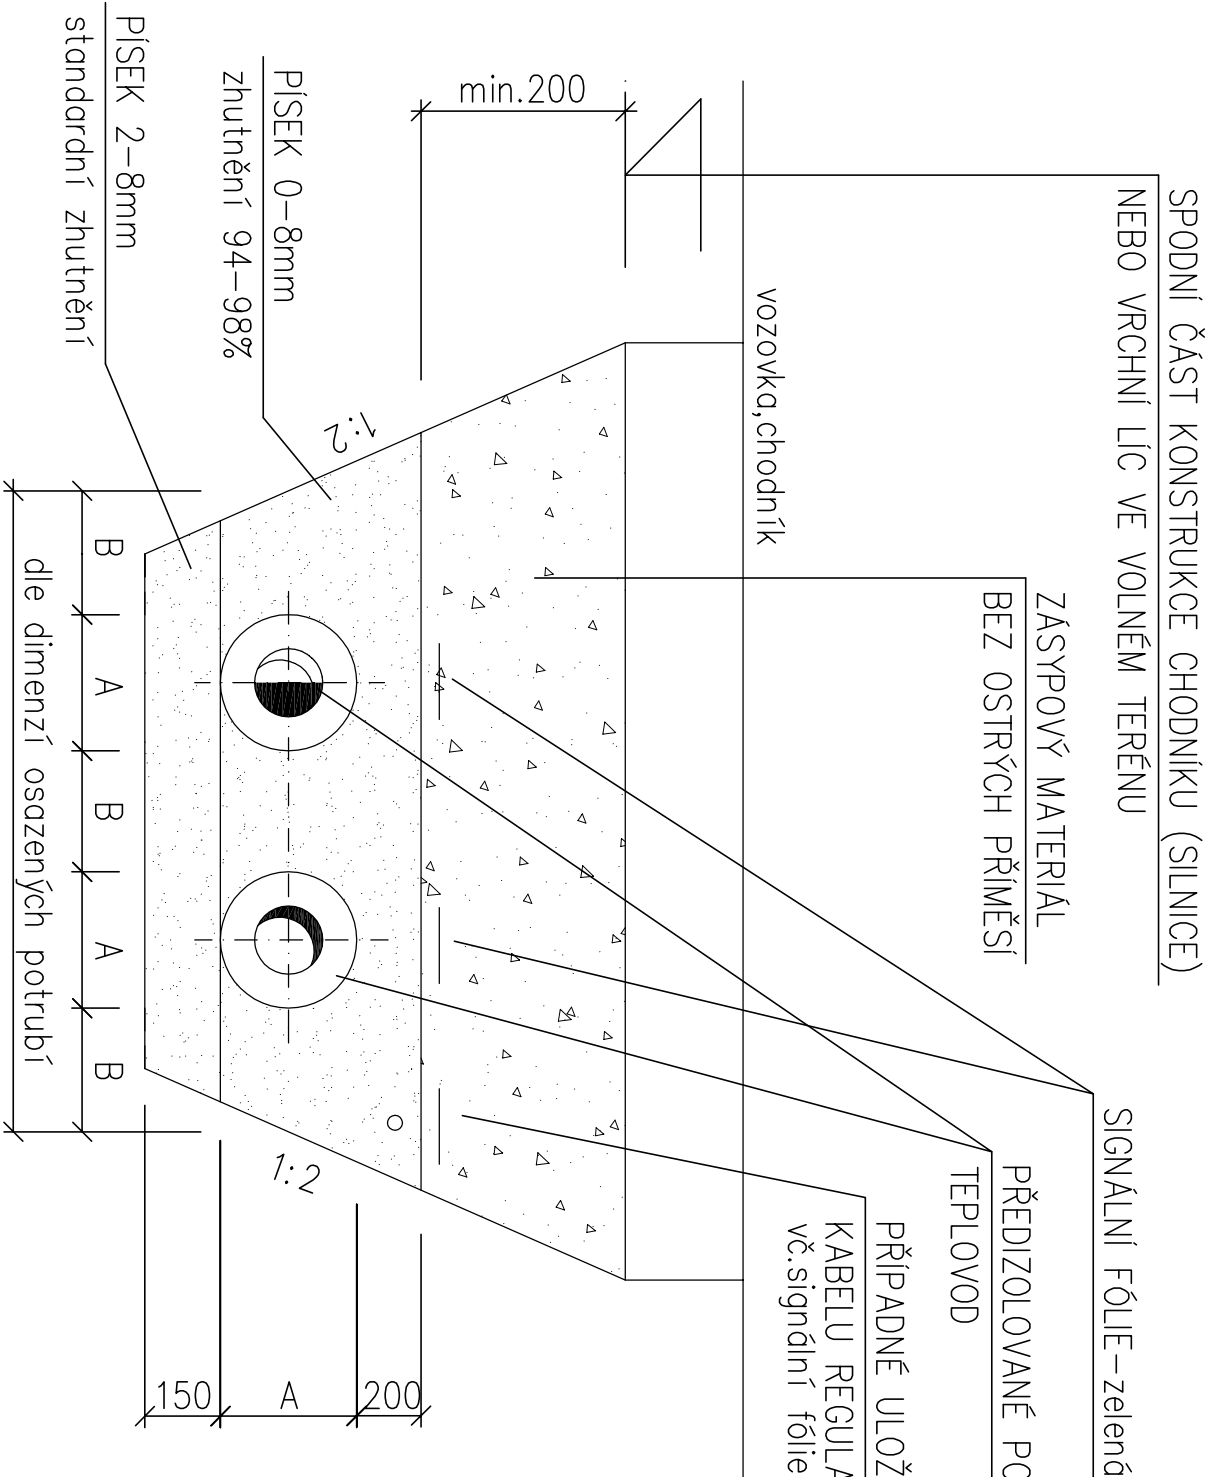 SPODNÍ ČÁST KONSTRUKCE CHODNÍKU (SILNICE)
NEBO VRCHNÍ LÍC VE VOLNÉM TERÉNU
ZÁSYPOVÝ MATERIÁL
BEZ OSTRÝCH PŘÍMĚSÍ
SIGNÁLNÍ FÓLIE-zelená
PŘEDIZOLOVANÉ PO
TEPLOVOD
PŘÍPADNÉ ULOŽ
KABELU REGULA
vč.signální fólie
vozovka,chodník
min.200
PÍSEK 0-8mm
zhutnění 94-98%
PÍSEK 2-8mm
standardní zhutnění
1:2
1:2
B
A
B
A
B
dle dimenzí osazených potrubí
150
A
200